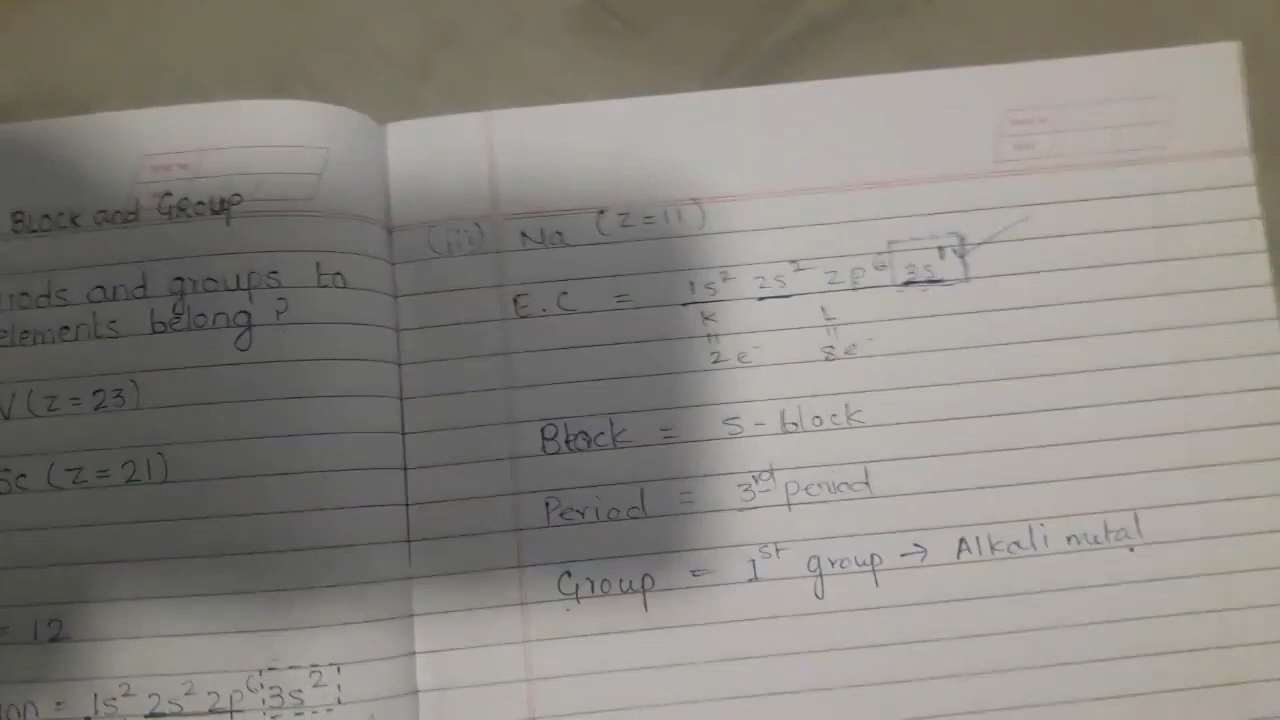 Block and Group
riods and groups to
elements belong?
V (Z=23)
Sc (Z=21)
= 12
ion = 1s² 2s² 2p⁶ 3s²
(iii) Na (Z=11)
E.C = 1s² 2s² 2p⁶ 3s¹
K L
" "
2e⁻ 8e⁻
Block = S-block
Period = 3rd period
Group = 1st group → Alkali metal